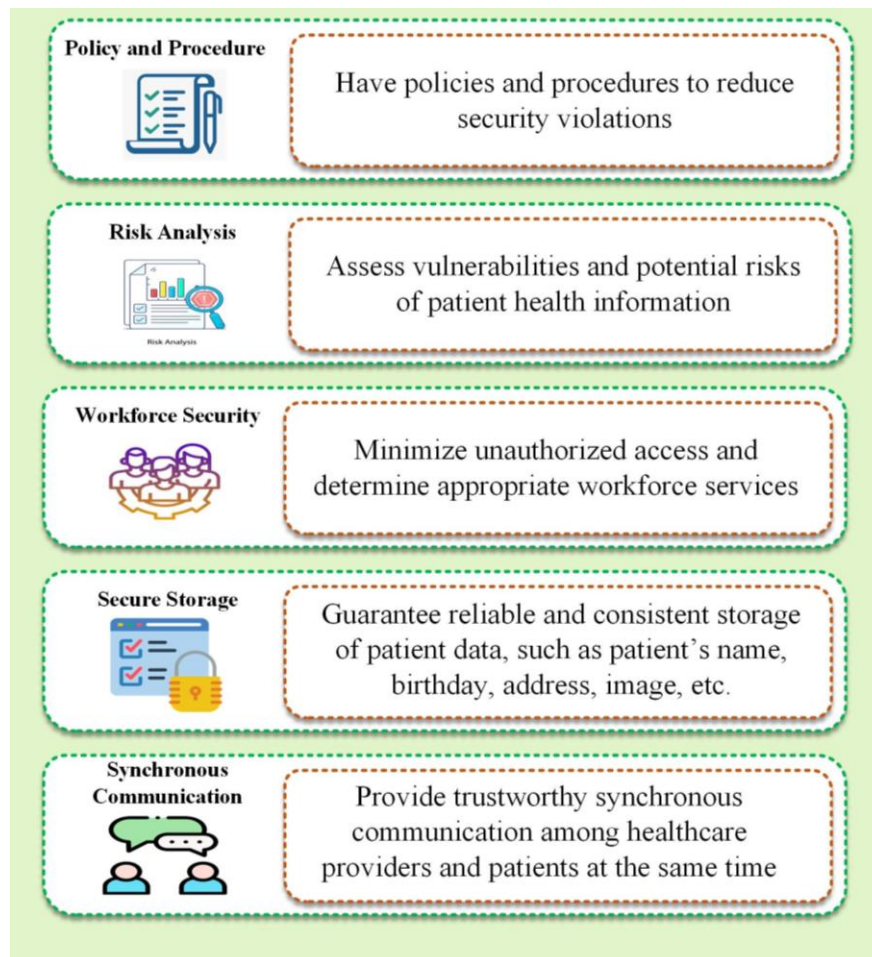 Policy and Procedure
Have policies and procedures to reduce
security violations
Risk Analysis
Risk Analysis
Assess vulnerabilities and potential risks
of patient health information
Workforce Security
Minimize unauthorized access and
determine appropriate workforce services
Secure Storage
Guarantee reliable and consistent storage
of patient data, such as patient’s name,
birthday, address, image, etc.
Synchronous
Communication
Provide trustworthy synchronous
communication among healthcare
providers and patients at the same time